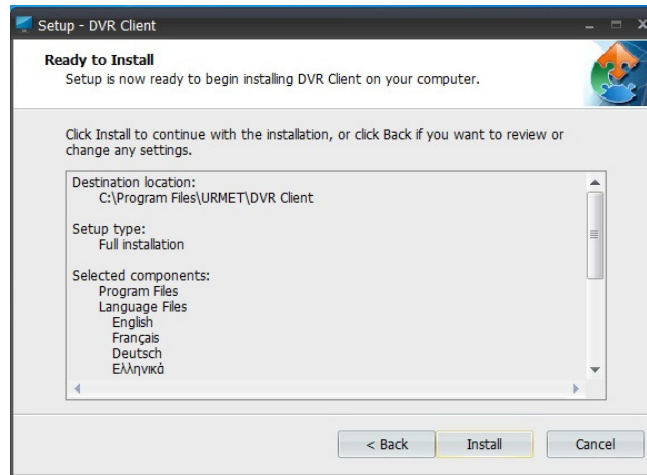 Setup - DVR Client
Ready to Install
Setup is now ready to begin installing DVR Client on your computer.
Click Install to continue with the installation, or click Back if you want to review or
change any settings.
Destination location:
C:\Program Files\URMET\DVR Client
Setup type:
Full installation
Selected components:
Program Files
Language Files
English
Français
Deutsch
Ελληνικά
< Back
Install
Cancel